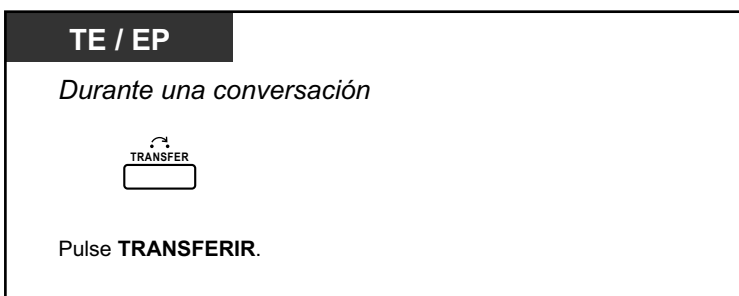 TE / EP
Durante una conversación
TRANSFER
Pulse TRANSFERIR.